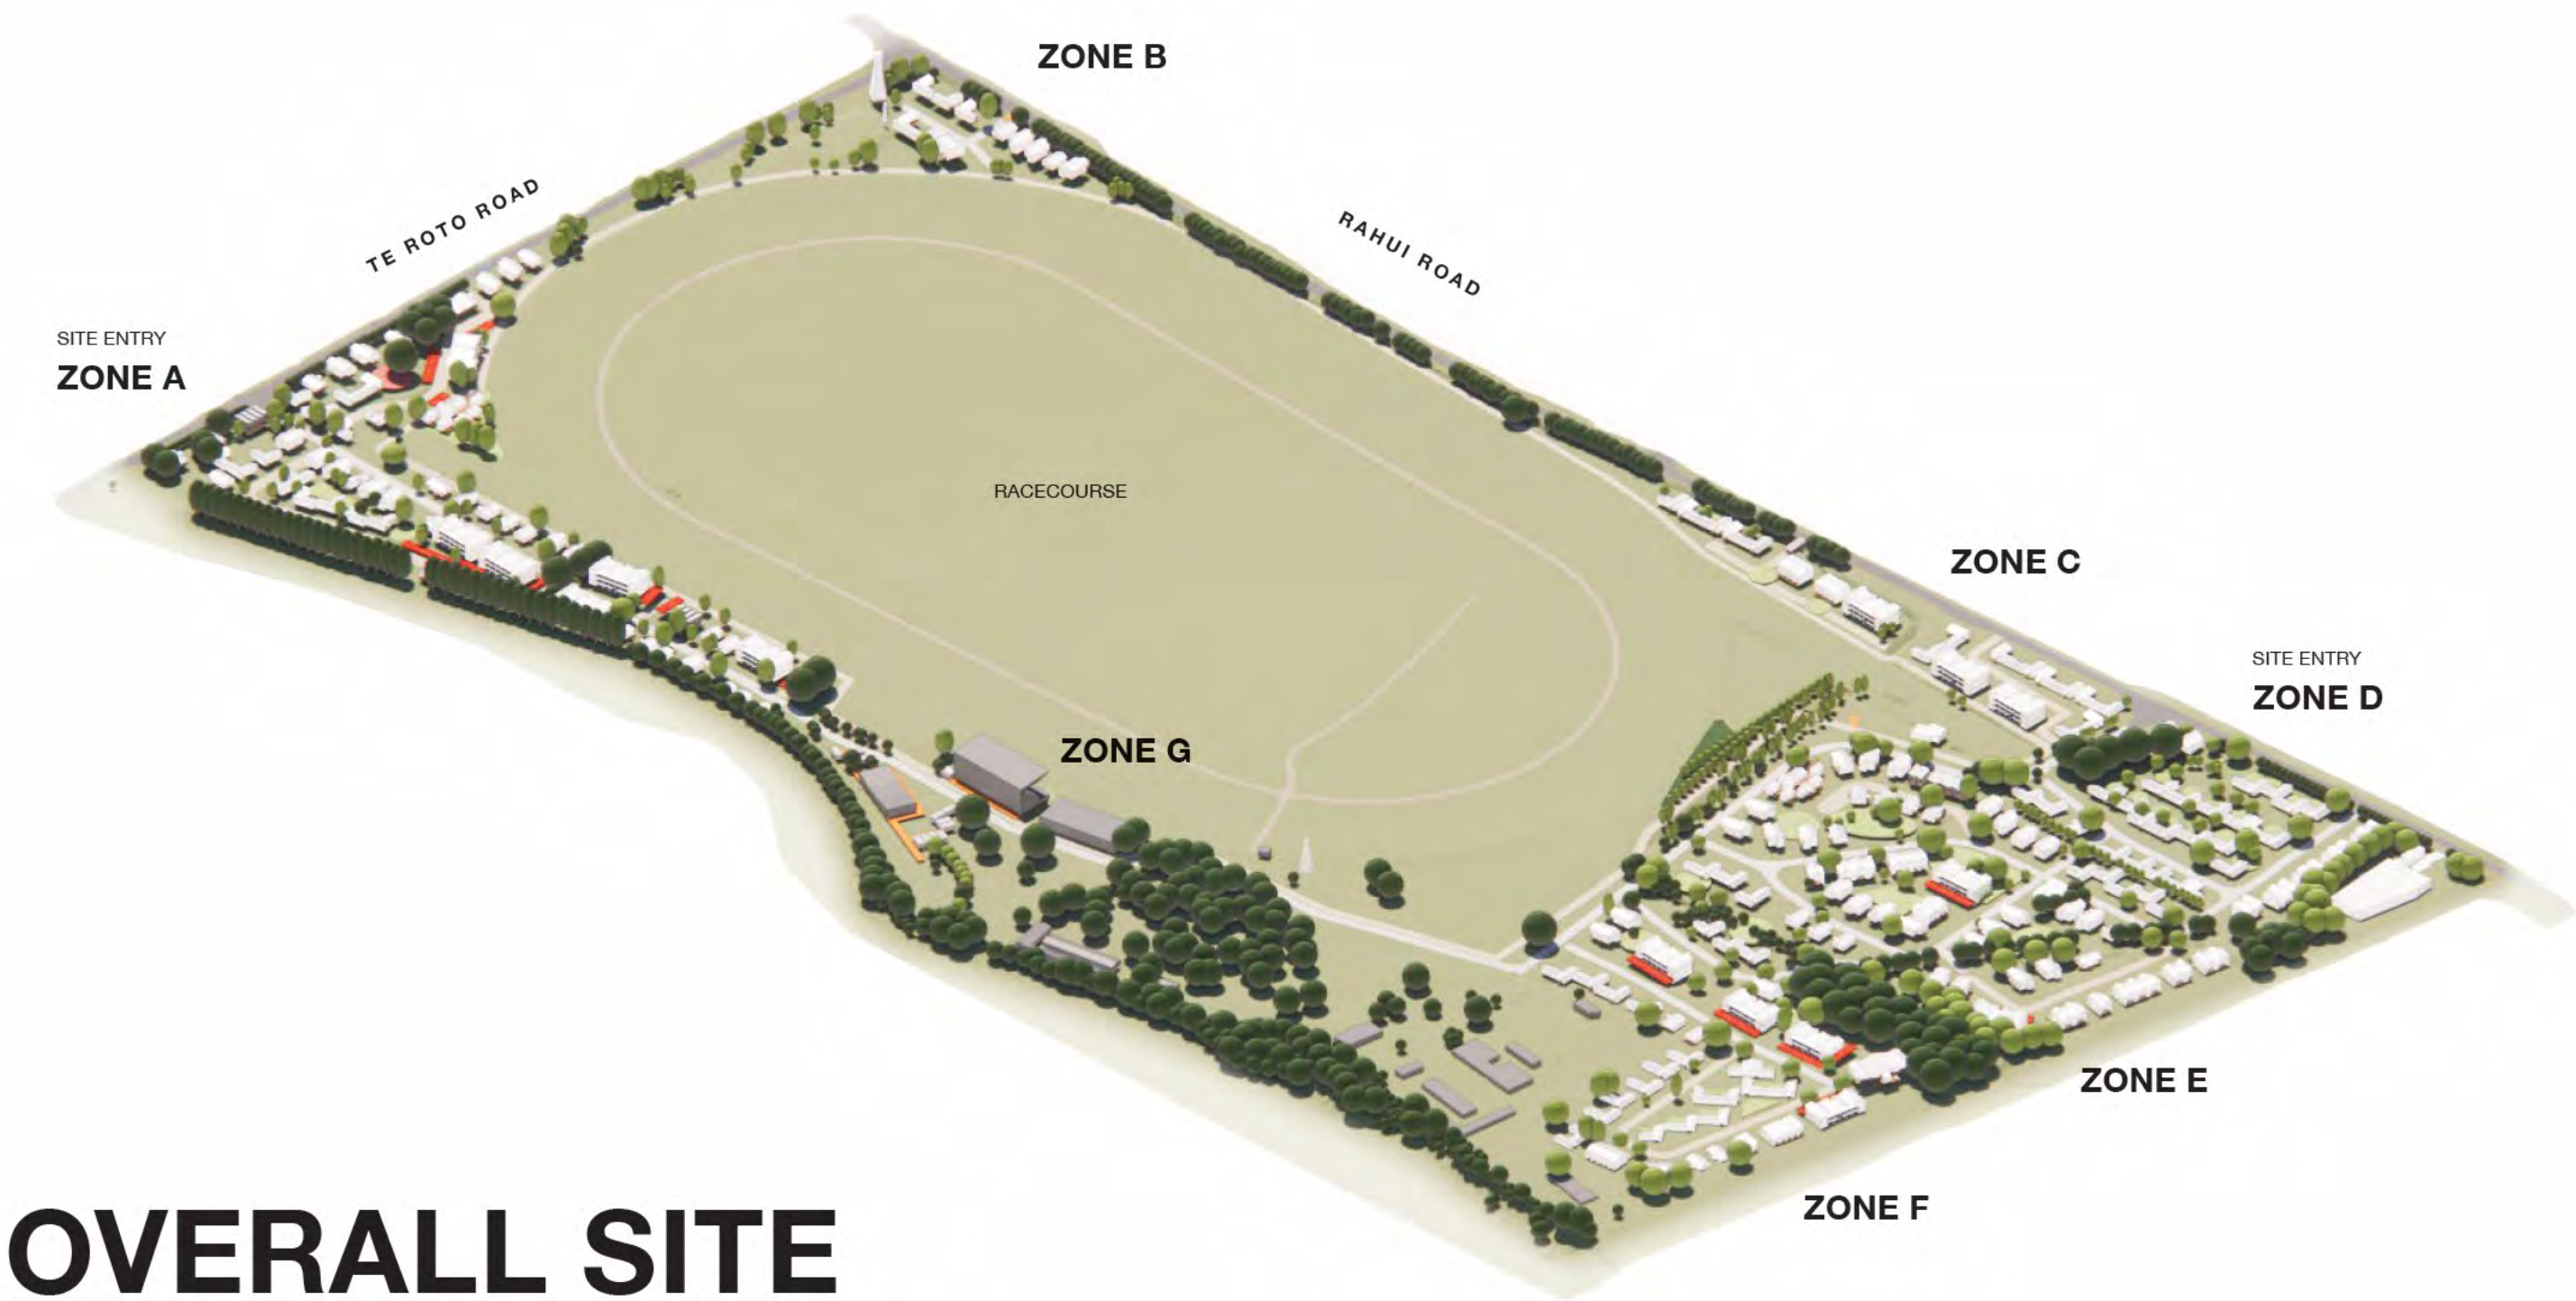 ZONE B
TE ROTO ROAD
RAHUI ROAD
SITE ENTRY
ZONE A
RACECOURSE
ZONE C
SITE ENTRY
ZONE D
ZONE G
ZONE E
ZONE F
OVERALL SITE